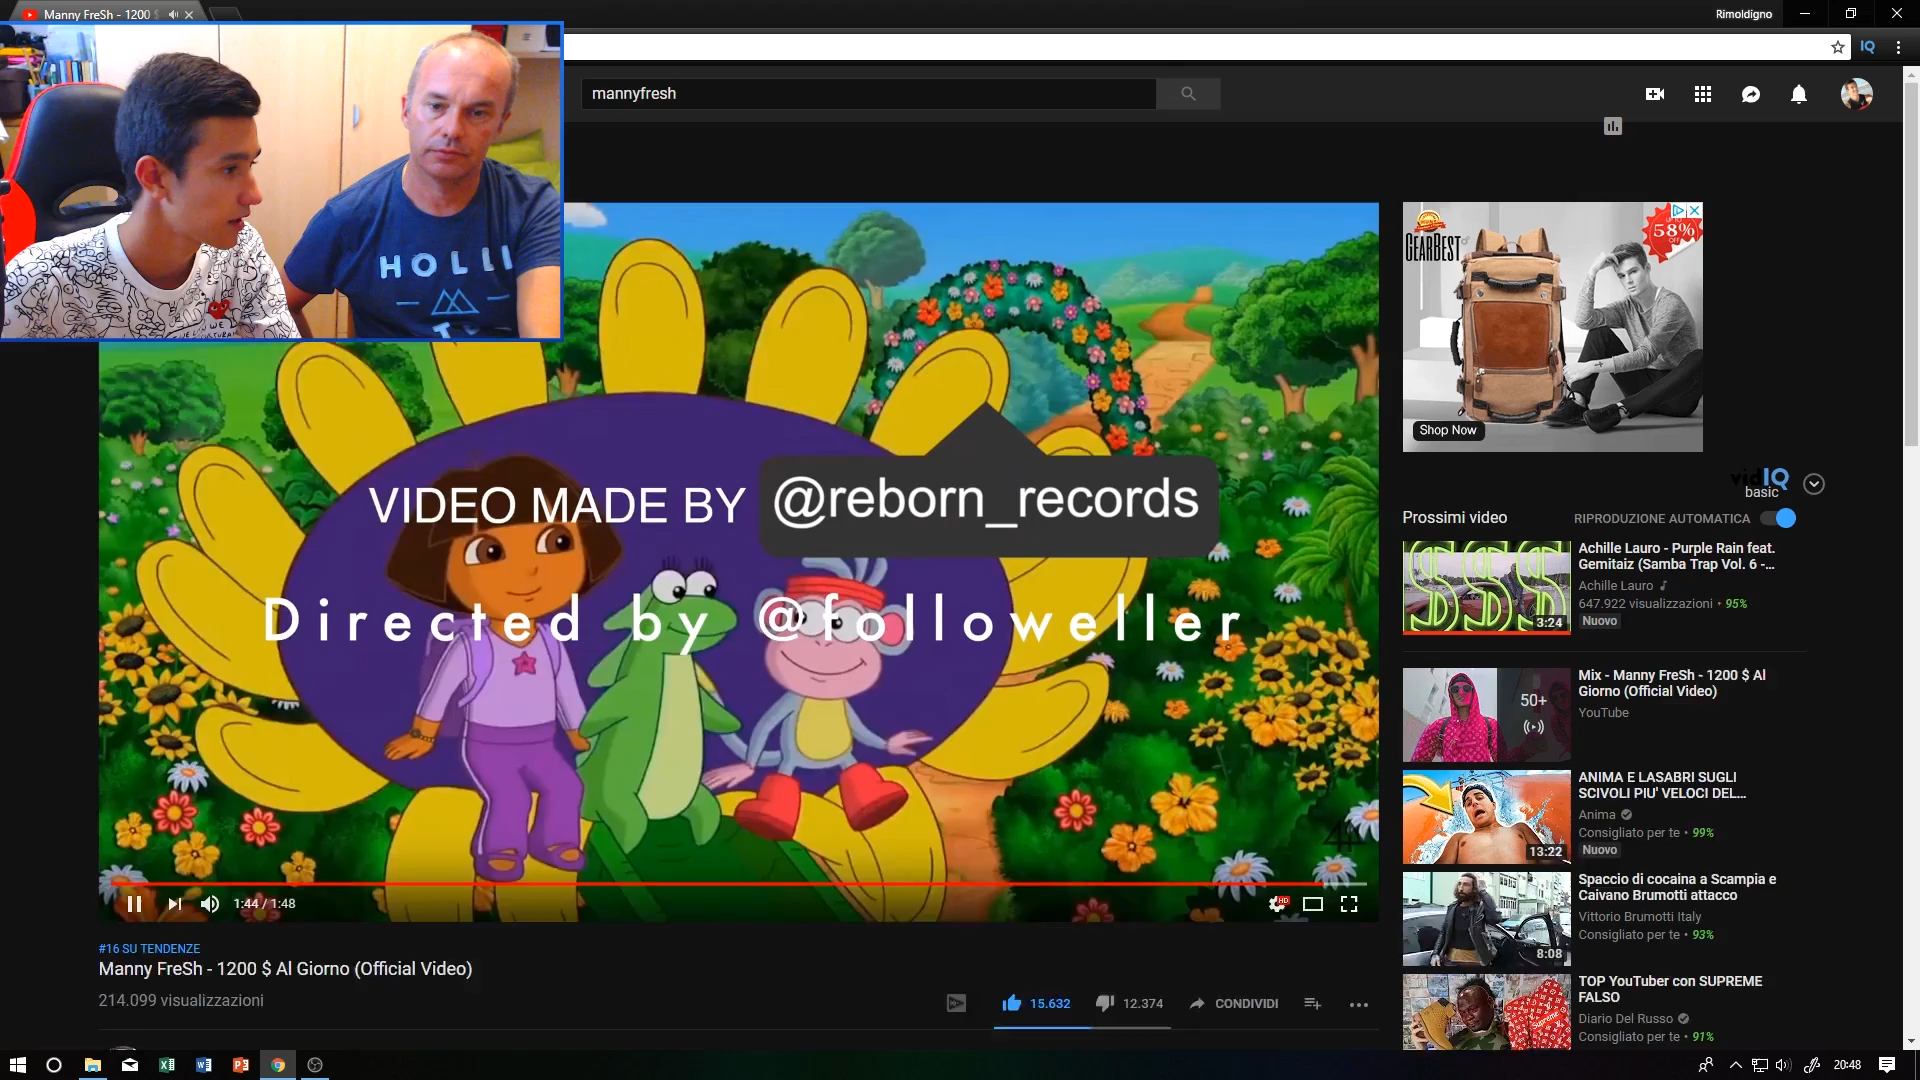 Manny FreSh - 1200 $
Rimoldigno
IQ
mannyfresh
HOLLI
GEARBEST
58%
OFF
Shop Now
VIDEO MADE BY @reborn_records
Directed by @followeller
vidIQ
basic
Prossimi video
RIPRODUZIONE AUTOMATICA
Achille Lauro - Purple Rain feat.
Gemitaiz (Samba Trap Vol. 6 -...
Achille Lauro
647.922 visualizzazioni • 95%
Nuovo
3:24
Mix - Manny FreSh - 1200 $ Al
Giorno (Official Video)
YouTube
50+
ANIMA E LASABRI SUGLI
SCIVOLI PIU' VELOCI DEL...
Anima
Consigliato per te • 99%
Nuovo
13:22
Spaccio di cocaina a Scampia e
Caivano Brumotti attacco
Vittorio Brumotti Italy
Consigliato per te • 93%
8:08
TOP YouTuber con SUPREME
FALSO
Diario Del Russo
Consigliato per te • 91%
1:44 / 1:48
HD
#16 SU TENDENZE
Manny FreSh - 1200 $ Al Giorno (Official Video)
214.099 visualizzazioni
15.632
12.374
CONDIVIDI
20:48